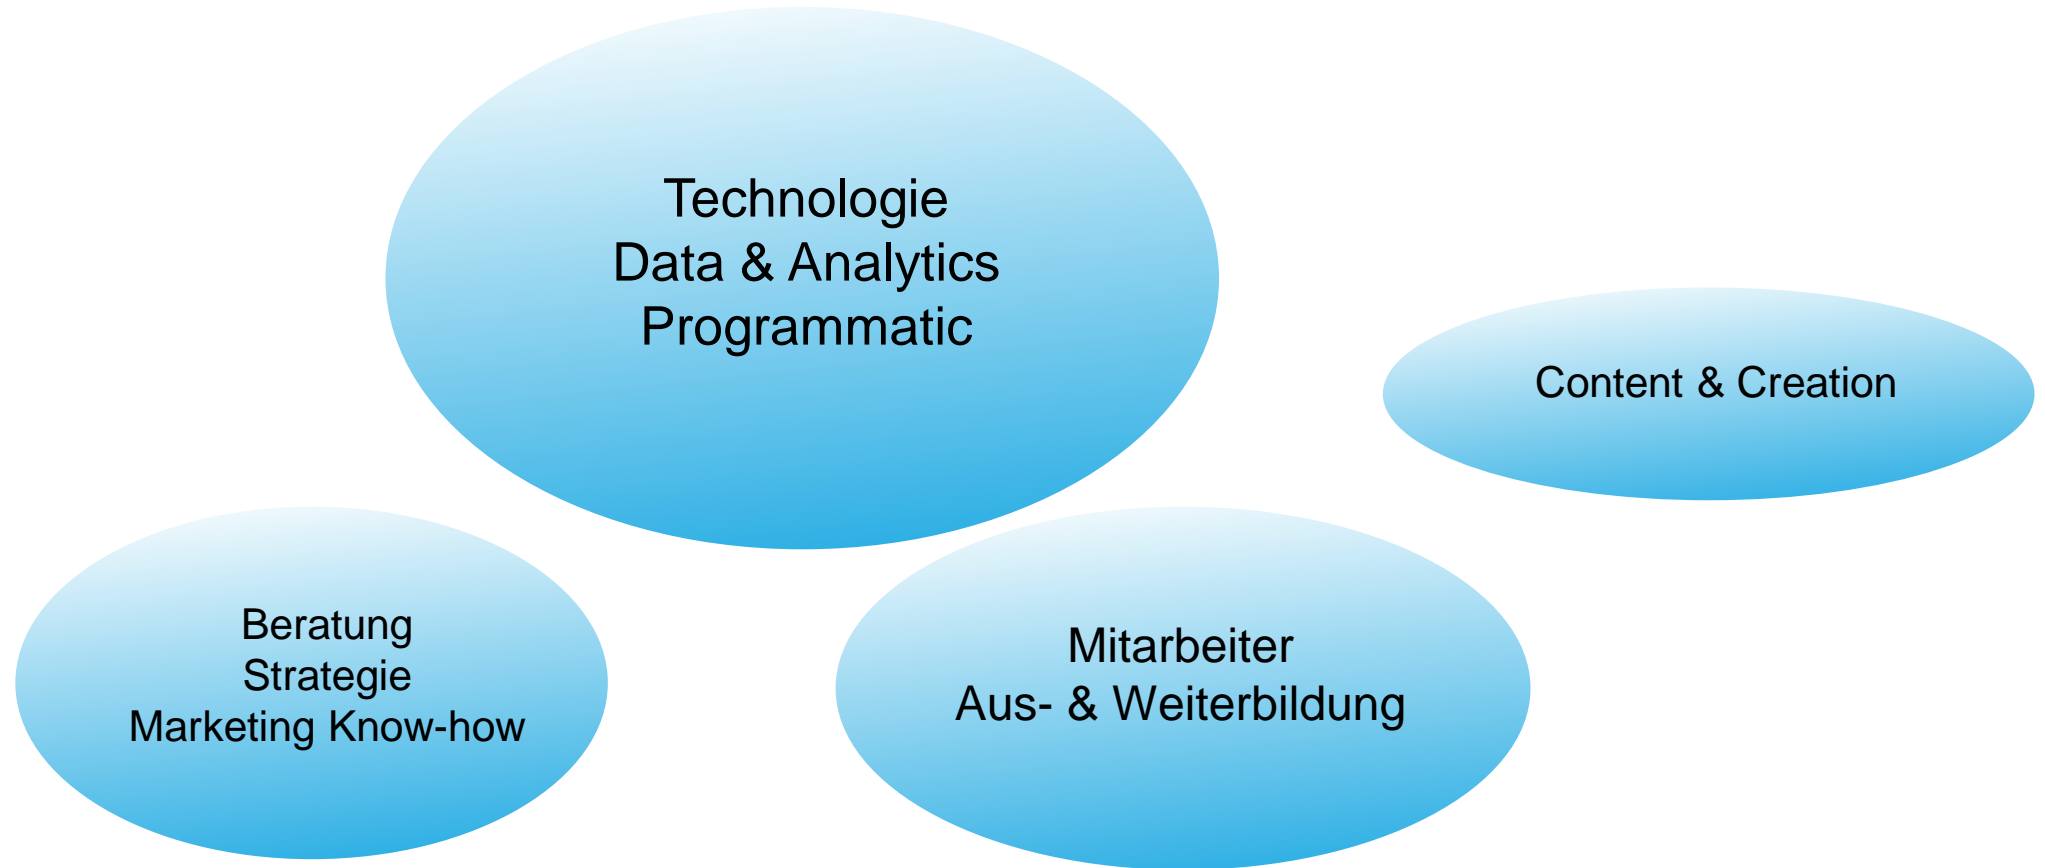 Technologie
Data & Analytics
Programmatic
Content & Creation
Beratung
Strategie
Marketing Know-how
Mitarbeiter
Aus- & Weiterbildung